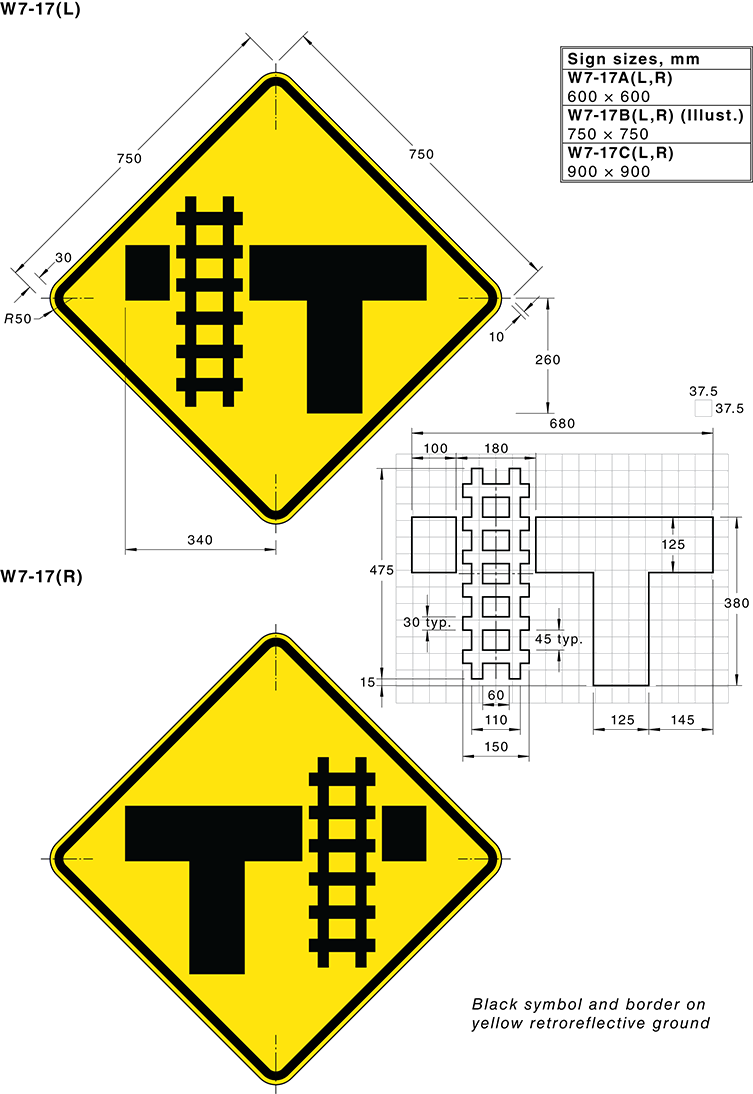 W7-17(L)
Sign sizes, mm
W7-17A(L,R)
600 × 600
W7-17B(L,R) (Illust.)
750 × 750
W7-17C(L,R)
900 × 900
750
750
30
R50
10
260
340
37.5
37.5
680
100
180
125
475
380
30 typ.
45 typ.
15
60
110
125
145
150
W7-17(R)
Black symbol and border on
yellow retroreflective ground